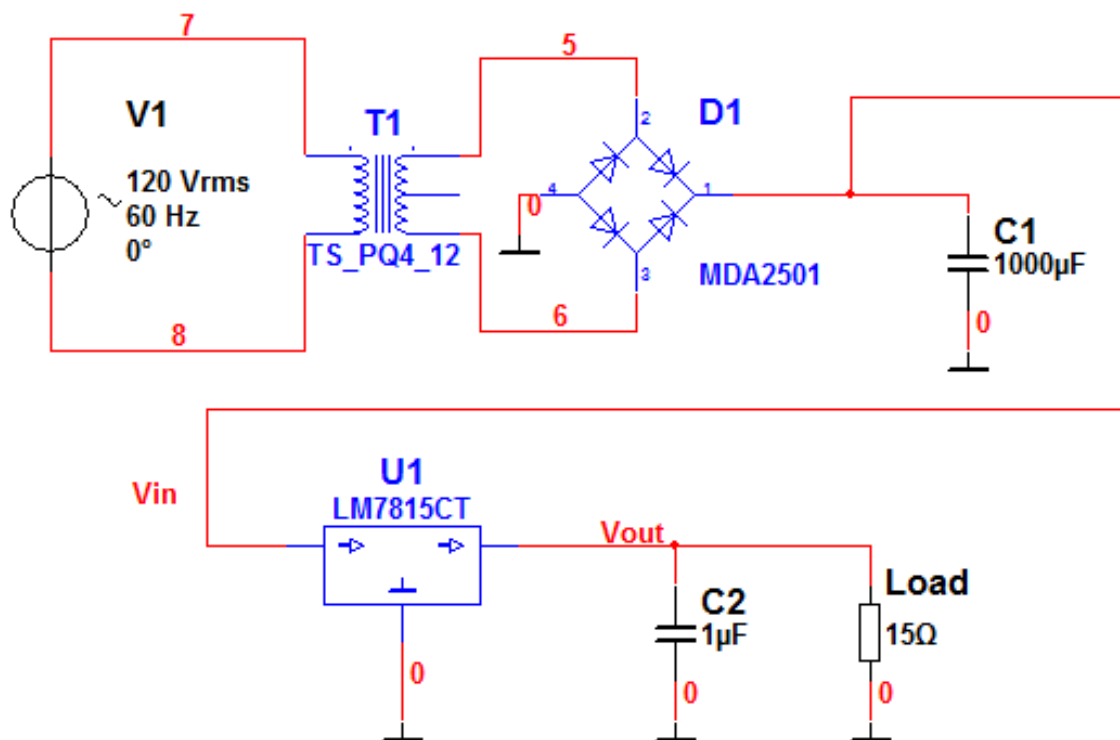 7
5
V1
T1
2
D1
120 Vrms
60 Hz
0°
4
0
1
TS_PQ4_12
3
MDA2501
C1
1000µF
8
6
0
U1
Vin
LM7815CT
Vout
C2
1µF
Load
15Ω
0
0
0